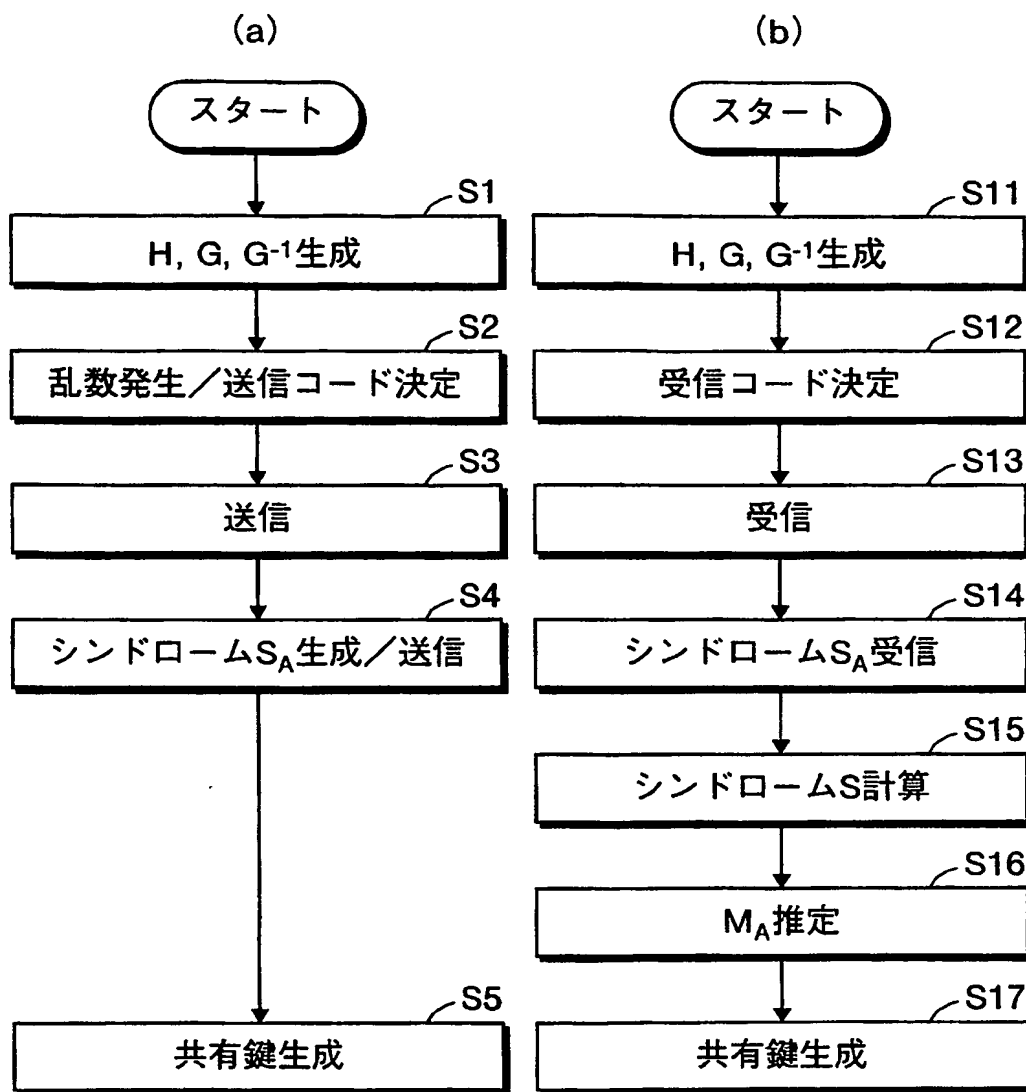 (a)
スタート
S1
H, G, G⁻¹生成
S2
乱数発生／送信コード決定
S3
送信
S4
シンドロームS_A生成／送信
S5
共有鍵生成
(b)
スタート
S11
H, G, G⁻¹生成
S12
受信コード決定
S13
受信
S14
シンドロームS_A受信
S15
シンドロームS計算
S16
M_A推定
S17
共有鍵生成